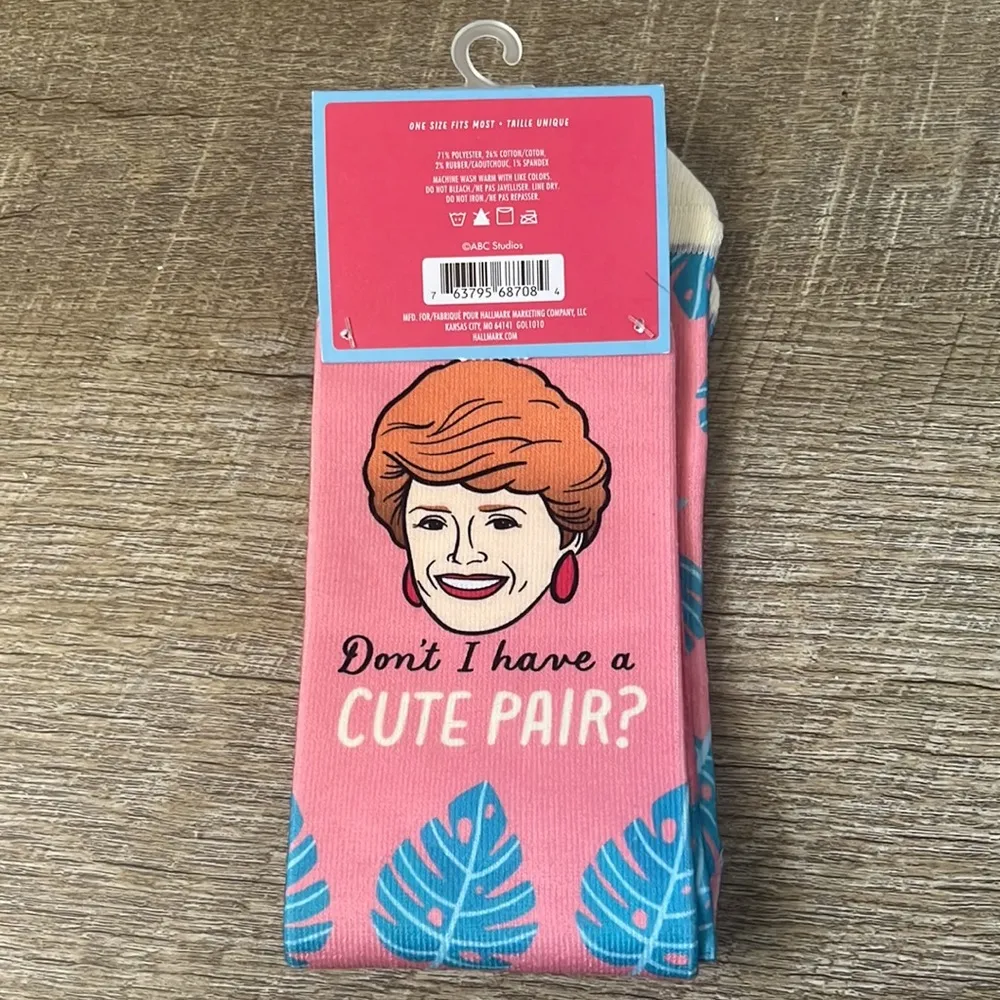 ONE SIZE FITS MOST • TAILLE UNIQUE
71% POLYESTER, 26% COTTON/COTON,
2% RUBBER/CAOUTCHOUC, 1% SPANDEX
MACHINE WASH WARM WITH LIKE COLORS.
DO NOT BLEACH./NE PAS JAVELLISER. LINE DRY.
DO NOT IRON./NE PAS REPASSER.
©ABC Studios
7 63795 68708 4
MFD. FOR/FABRIQUÉ POUR HALLMARK MARKETING COMPANY, LLC
KANSAS CITY, MO 64141 GOL1010
HALLMARK.COM
Don't I have a
CUTE PAIR?